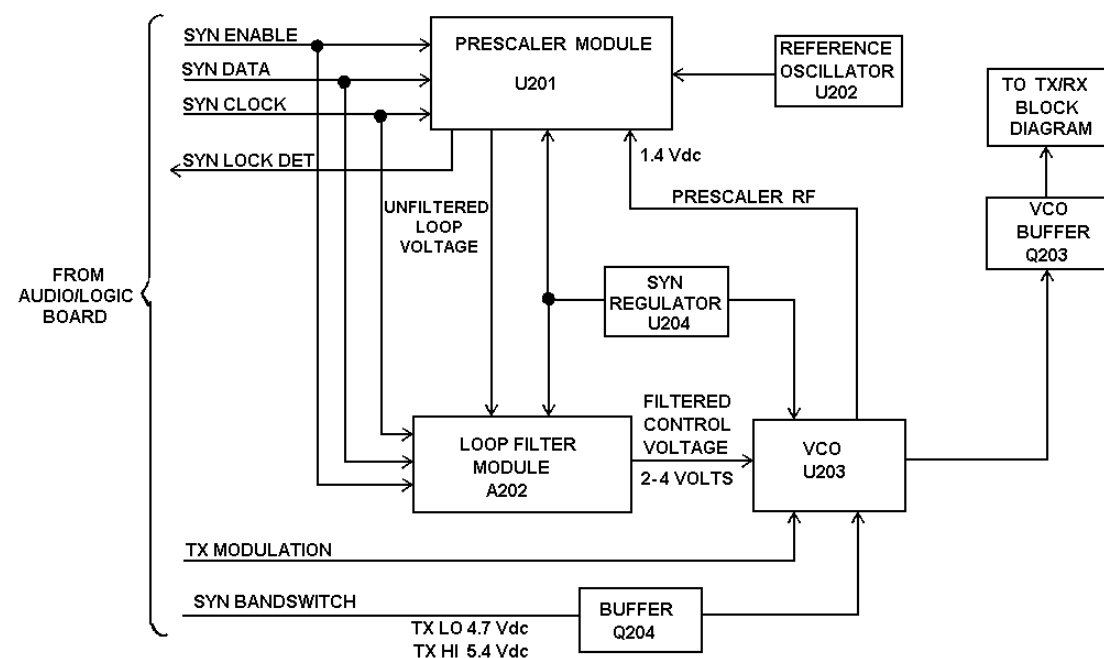 SYN ENABLE
SYN DATA
SYN CLOCK
SYN LOCK DET
PRESCALER MODULE
U201
REFERENCE
OSCILLATOR
U202
TO TX/RX
BLOCK
DIAGRAM
1.4 Vdc
PRESCALER RF
UNFILTERED
LOOP
VOLTAGE
VCO
BUFFER
Q203
FROM
AUDIO/LOGIC
BOARD
SYN
REGULATOR
U204
LOOP FILTER
MODULE
A202
FILTERED
CONTROL
VOLTAGE
2-4 VOLTS
VCO
U203
TX MODULATION
SYN BANDSWITCH
TX LO 4.7 Vdc
TX HI 5.4 Vdc
BUFFER
Q204